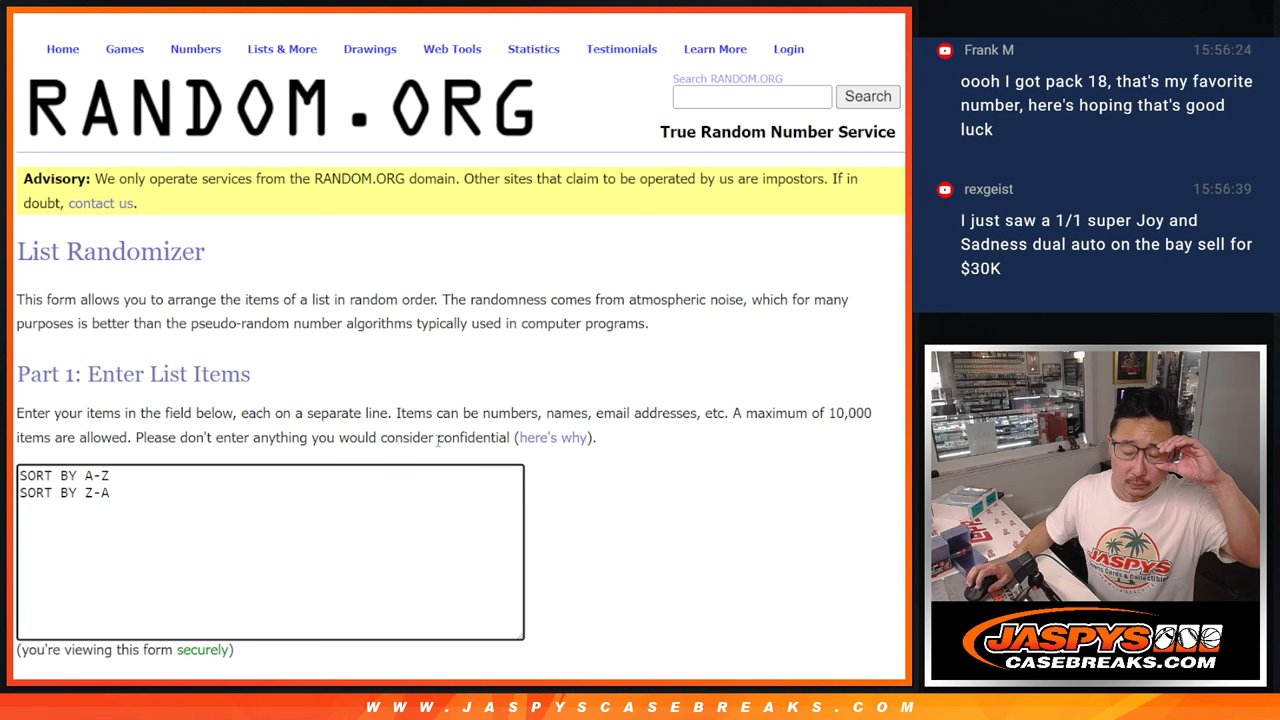 Home Games Numbers Lists & More Drawings Web Tools Statistics Testimonials Learn More Login
RANDOM.ORG
Search RANDOM.ORG
Search
True Random Number Service
Advisory: We only operate services from the RANDOM.ORG domain. Other sites that claim to be operated by us are impostors. If in
doubt, contact us.
List Randomizer
This form allows you to arrange the items of a list in random order. The randomness comes from atmospheric noise, which for many
purposes is better than the pseudo-random number algorithms typically used in computer programs.
Part 1: Enter List Items
Enter your items in the field below, each on a separate line. Items can be numbers, names, email addresses, etc. A maximum of 10,000
items are allowed. Please don't enter anything you would consider confidential (here's why).
SORT BY A-Z
SORT BY Z-A
(you're viewing this form securely)
Frank M 15:56:24
oooh I got pack 18, that's my favorite
number, here's hoping that's good
luck
rexgeist 15:56:39
I just saw a 1/1 super Joy and
Sadness dual auto on the bay sell for
$30K
JASPYS
JASPYS
CASEBREAKS.COM
WWW.JASPYSCASEBREAKS.COM